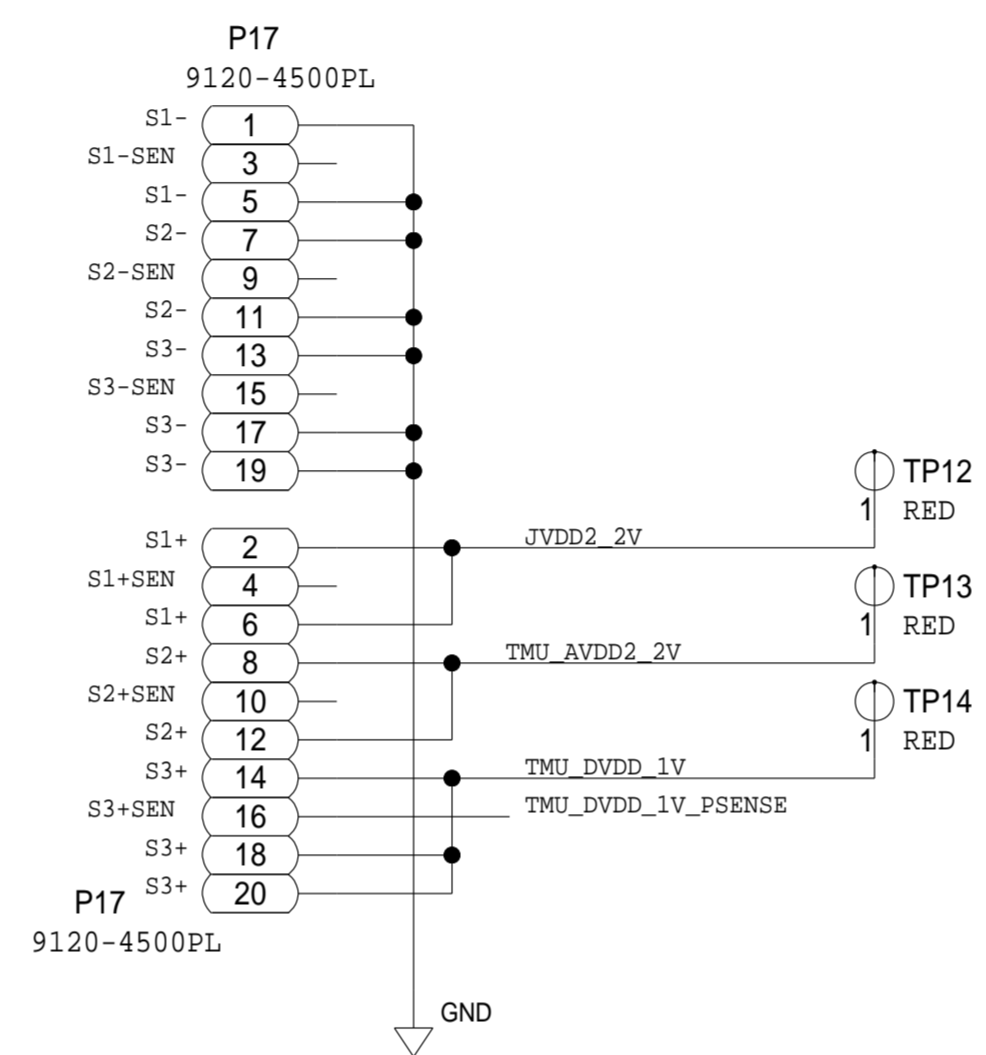 P17
9120-4500PL
S1- 1
S1-SEN 3
S1- 5
S2- 7
S2-SEN 9
S2- 11
S3- 13
S3-SEN 15
S3- 17
S3- 19
TP12
1 RED
S1+ 2 JVDD2_2V
S1+SEN 4
TP13
S1+ 6
1 RED
S2+ 8 TMU_AVDD2_2V
S2+SEN 10
TP14
S2+ 12
1 RED
S3+ 14 TMU_DVDD_1V
S3+SEN 16 TMU_DVDD_1V_PSENSE
S3+ 18
S3+ 20
P17
9120-4500PL
GND